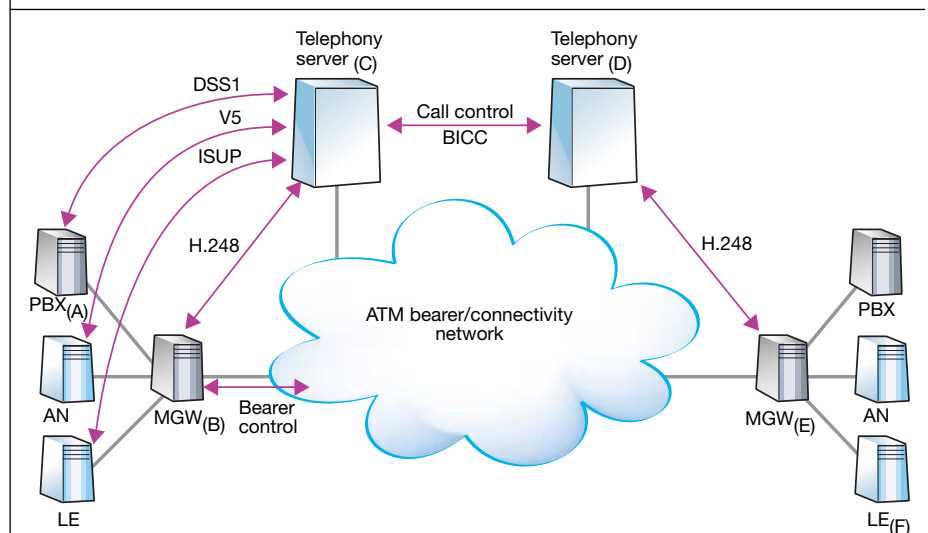 Telephony
server (C)
Telephony
server (D)
DSS1
V5
ISUP
Call control
BICC
H.248
H.248
PBX(A)
PBX
ATM bearer/connectivity
network
AN
MGW(B)
Bearer
control
MGW(E)
AN
LE
LE(F)